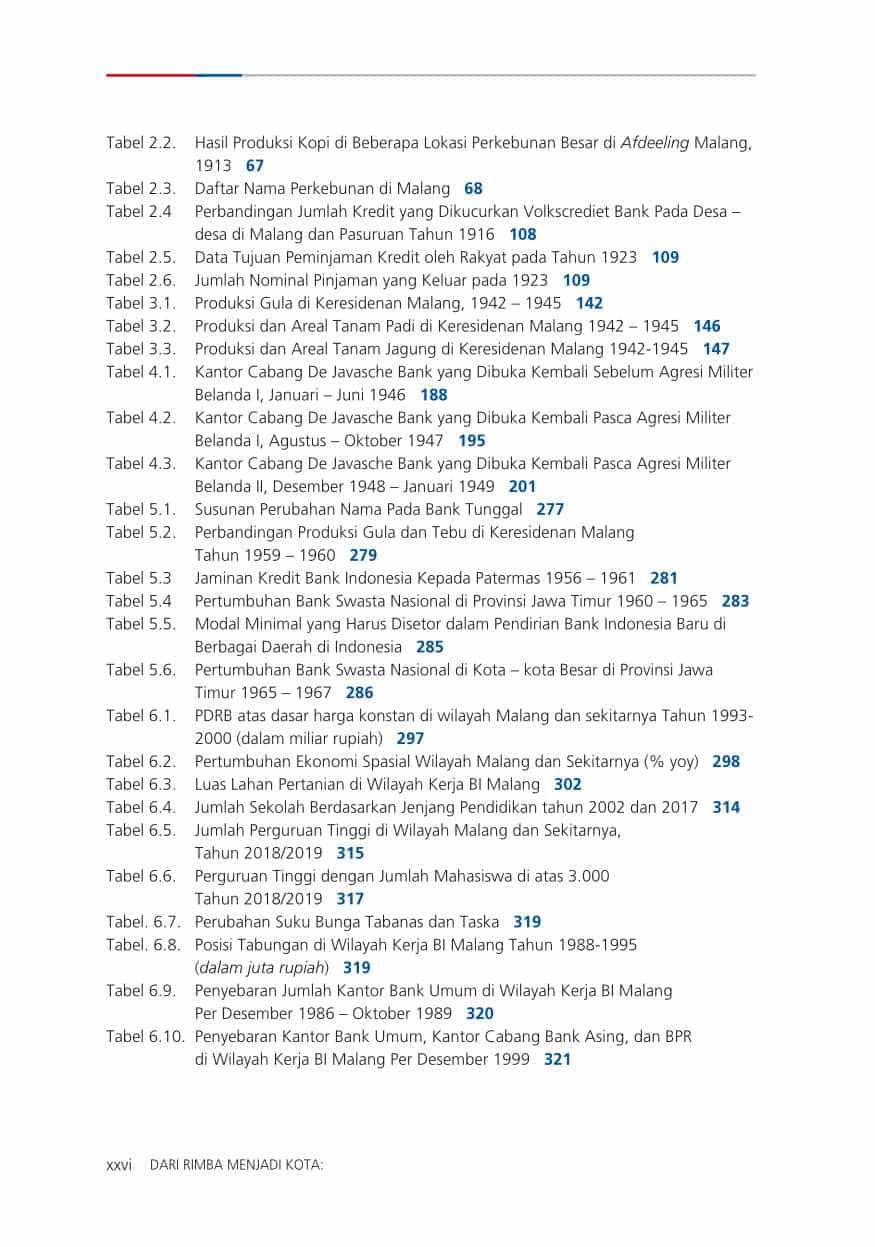 Tabel 2.2. Hasil Produksi Kopi di Beberapa Lokasi Perkebunan Besar di Afdeeling Malang,
1913 67
Tabel 2.3. Daftar Nama Perkebunan di Malang 68
Tabel 2.4 Perbandingan Jumlah Kredit yang Dikucurkan Volkscrediet Bank Pada Desa –
desa di Malang dan Pasuruan Tahun 1916 108
Tabel 2.5. Data Tujuan Peminjaman Kredit oleh Rakyat pada Tahun 1923 109
Tabel 2.6. Jumlah Nominal Pinjaman yang Keluar pada 1923 109
Tabel 3.1. Produksi Gula di Keresidenan Malang, 1942 – 1945 142
Tabel 3.2. Produksi dan Areal Tanam Padi di Keresidenan Malang 1942 – 1945 146
Tabel 3.3. Produksi dan Areal Tanam Jagung di Keresidenan Malang 1942-1945 147
Tabel 4.1. Kantor Cabang De Javasche Bank yang Dibuka Kembali Sebelum Agresi Militer
Belanda I, Januari – Juni 1946 188
Tabel 4.2. Kantor Cabang De Javasche Bank yang Dibuka Kembali Pasca Agresi Militer
Belanda I, Agustus – Oktober 1947 195
Tabel 4.3. Kantor Cabang De Javasche Bank yang Dibuka Kembali Pasca Agresi Militer
Belanda II, Desember 1948 – Januari 1949 201
Tabel 5.1. Susunan Perubahan Nama Pada Bank Tunggal 277
Tabel 5.2. Perbandingan Produksi Gula dan Tebu di Keresidenan Malang
Tahun 1959 – 1960 279
Tabel 5.3 Jaminan Kredit Bank Indonesia Kepada Patermas 1956 – 1961 281
Tabel 5.4 Pertumbuhan Bank Swasta Nasional di Provinsi Jawa Timur 1960 – 1965 283
Tabel 5.5. Modal Minimal yang Harus Disetor dalam Pendirian Bank Indonesia Baru di
Berbagai Daerah di Indonesia 285
Tabel 5.6. Pertumbuhan Bank Swasta Nasional di Kota – kota Besar di Provinsi Jawa
Timur 1965 – 1967 286
Tabel 6.1. PDRB atas dasar harga konstan di wilayah Malang dan sekitarnya Tahun 1993-
2000 (dalam miliar rupiah) 297
Tabel 6.2. Pertumbuhan Ekonomi Spasial Wilayah Malang dan Sekitarnya (% yoy) 298
Tabel 6.3. Luas Lahan Pertanian di Wilayah Kerja BI Malang 302
Tabel 6.4. Jumlah Sekolah Berdasarkan Jenjang Pendidikan tahun 2002 dan 2017 314
Tabel 6.5. Jumlah Perguruan Tinggi di Wilayah Malang dan Sekitarnya,
Tahun 2018/2019 315
Tabel 6.6. Perguruan Tinggi dengan Jumlah Mahasiswa di atas 3.000
Tahun 2018/2019 317
Tabel. 6.7. Perubahan Suku Bunga Tabanas dan Taska 319
Tabel. 6.8. Posisi Tabungan di Wilayah Kerja BI Malang Tahun 1988-1995
(dalam juta rupiah) 319
Tabel 6.9. Penyebaran Jumlah Kantor Bank Umum di Wilayah Kerja BI Malang
Per Desember 1986 – Oktober 1989 320
Tabel 6.10. Penyebaran Kantor Bank Umum, Kantor Cabang Bank Asing, dan BPR
di Wilayah Kerja BI Malang Per Desember 1999 321
xxvi DARI RIMBA MENJADI KOTA: